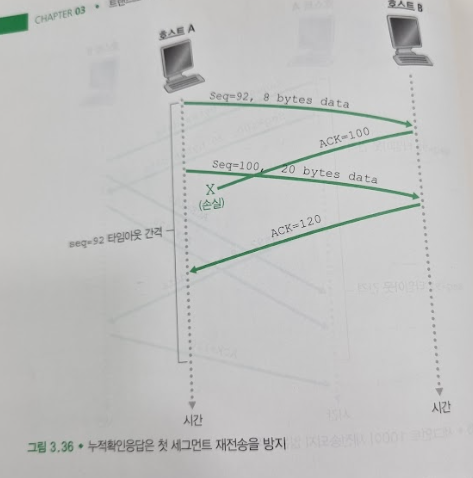 CHAPTER 03 •
호스트 A
호스트 B
Seq=92, 8 bytes data
ACK=100
Seq=100, 20 bytes data
X
(손실)
seq=92 타임아웃 간격
ACK=120
시간
시간
그림 3.36 • 누적확인응답은 첫 세그먼트 재전송을 방지